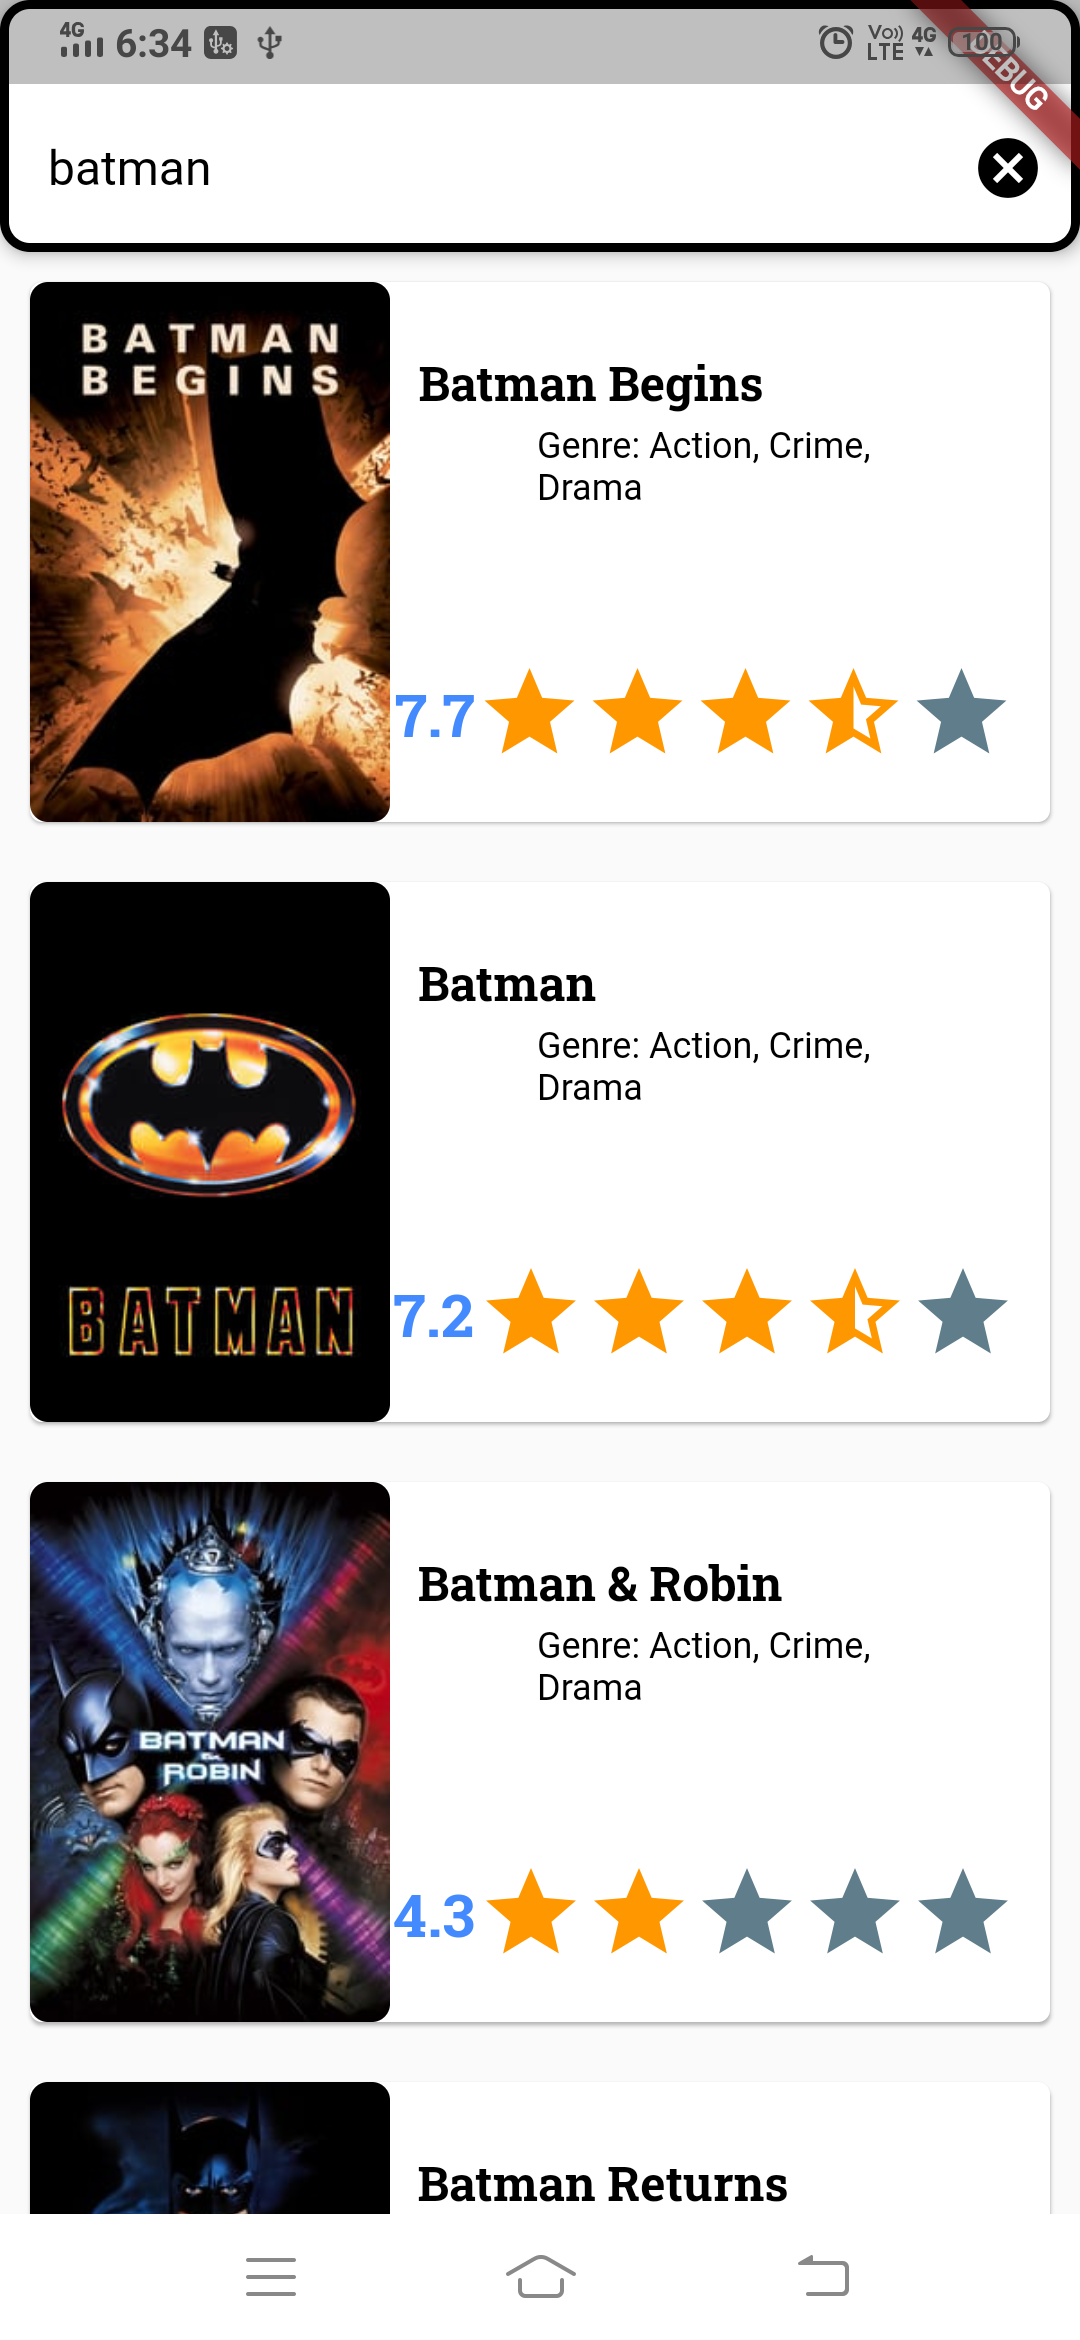 4G 6:34 Vo)) LTE 4G 100
DEBUG
batman
BATMAN
BEGINS
Batman Begins
Genre: Action, Crime,
Drama
7.7
Batman
Genre: Action, Crime,
Drama
BATMAN
7.2
Batman & Robin
Genre: Action, Crime,
Drama
BATMAN
&
ROBIN
4.3
Batman Returns